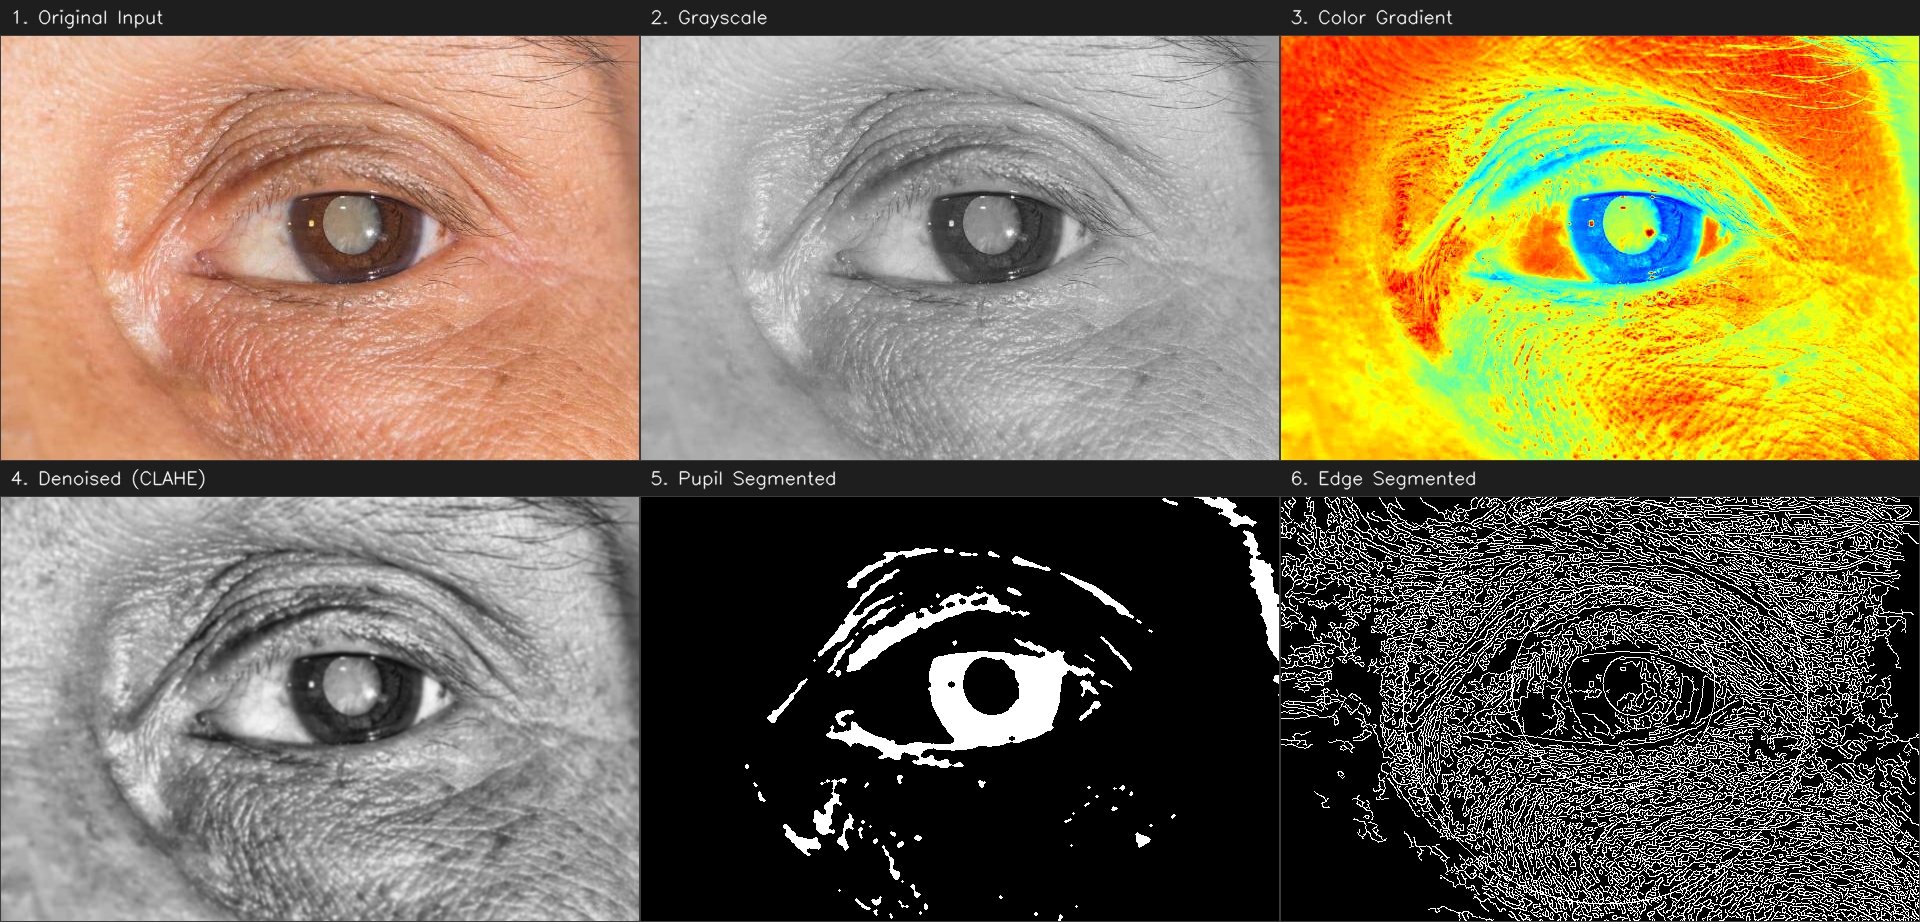 1. Original Input
2. Grayscale
3. Color Gradient
4. Denoised (CLAHE)
5. Pupil Segmented
6. Edge Segmented